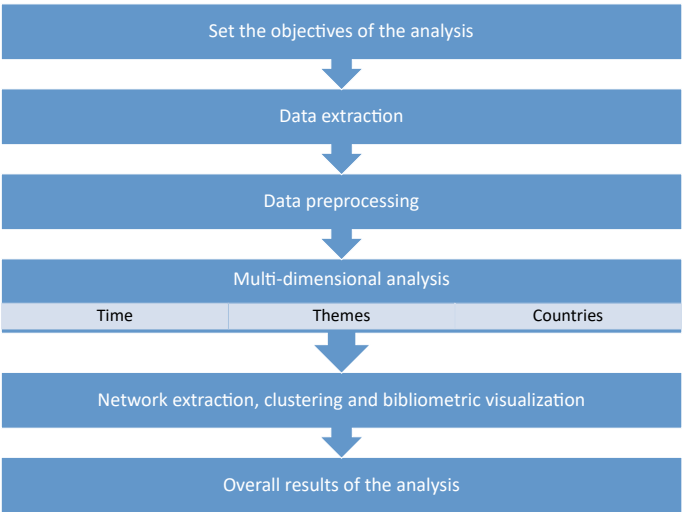 Set the objectives of the analysis
Data extraction
Data preprocessing
Multi-dimensional analysis
Time Themes Countries
Network extraction, clustering and bibliometric visualization
Overall results of the analysis